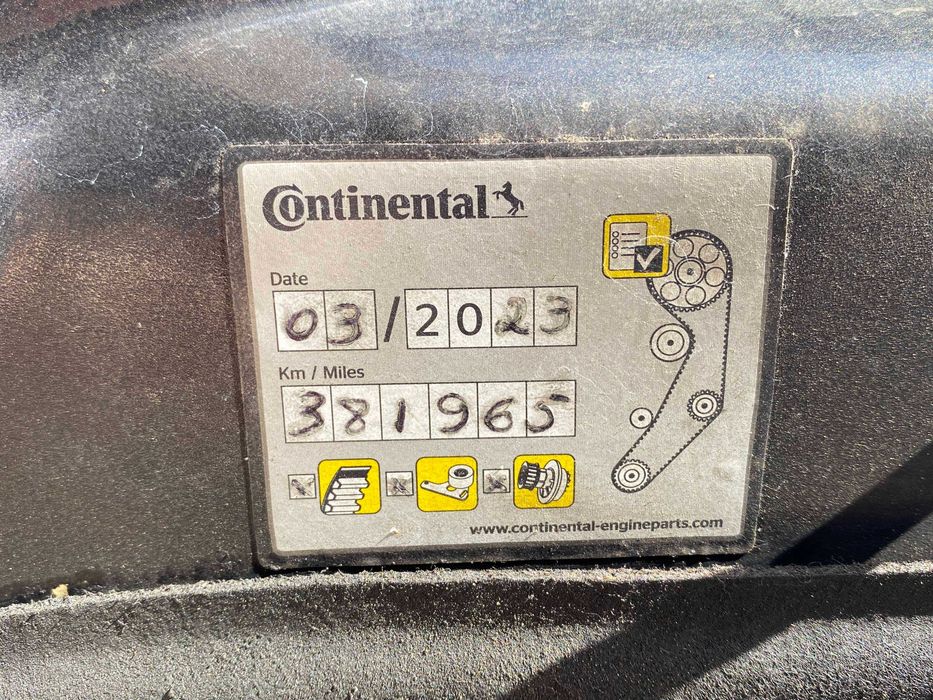 Continental
Date
03/2023
Km / Miles
381965
www.continental-engineparts.com